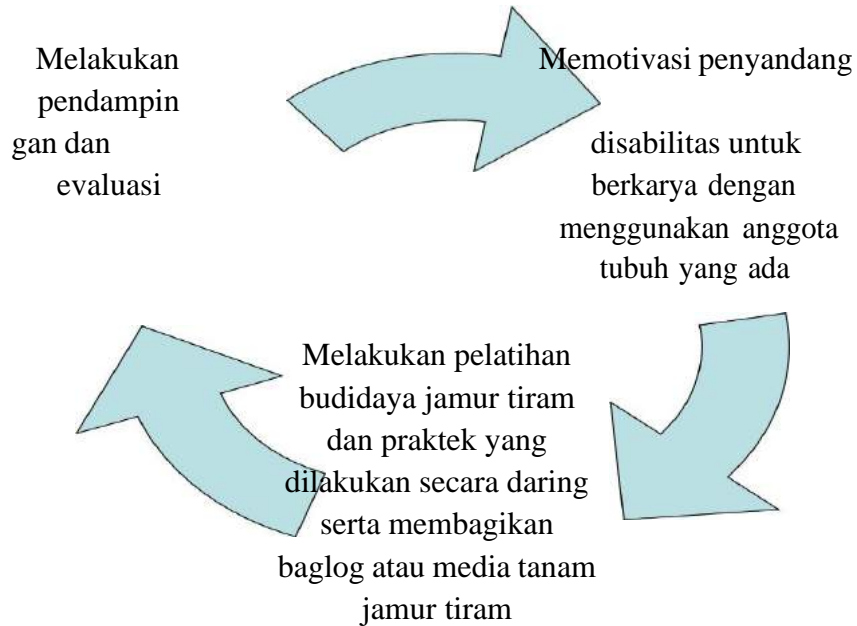 Melakukan
pendampin
gan dan
evaluasi
Memotivasi penyandang
disabilitas untuk
berkarya dengan
menggunakan anggota
tubuh yang ada
Melakukan pelatihan
budidaya jamur tiram
dan praktek yang
dilakukan secara daring
serta membagikan
baglog atau media tanam
jamur tiram